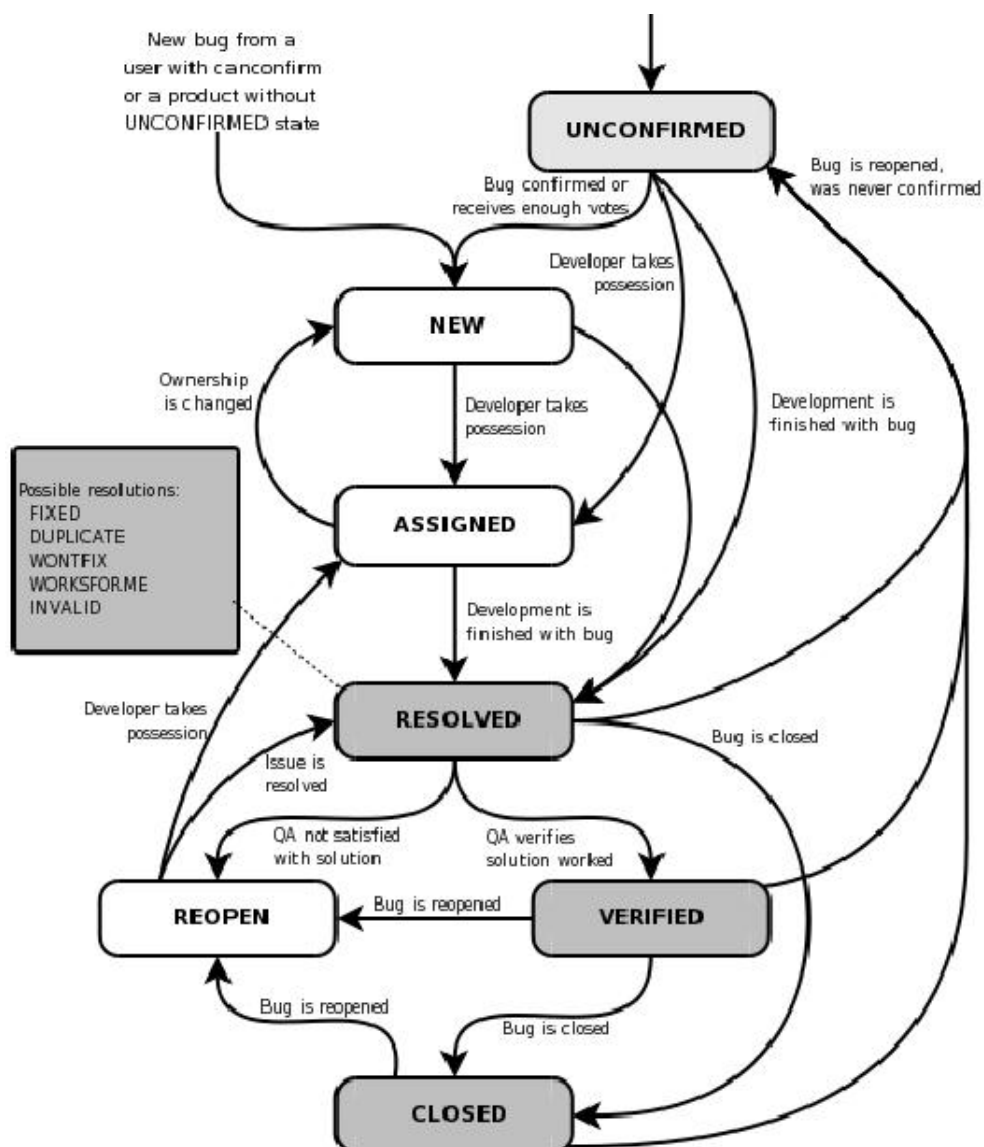 New bug from a
user with canconfirm
or a product without
UNCONFIRMED state
UNCONFIRMED
Bug is reopened,
was never confirmed
Bug confirmed or
receives enough votes
Developer takes
possession
NEW
Ownership
is changed
Developer takes
possession
Development is
finished with bug
Possible resolutions:
FIXED
DUPLICATE
WONTFIX
WORKSFORME
INVALID
ASSIGNED
Development is
finished with bug
RESOLVED
Developer takes
possession
Issue is
resolved
Bug is closed
QA not satisfied
with solution
QA verifies
solution worked
REOPEN
Bug is reopened
VERIFIED
Bug is reopened
Bug is closed
CLOSED